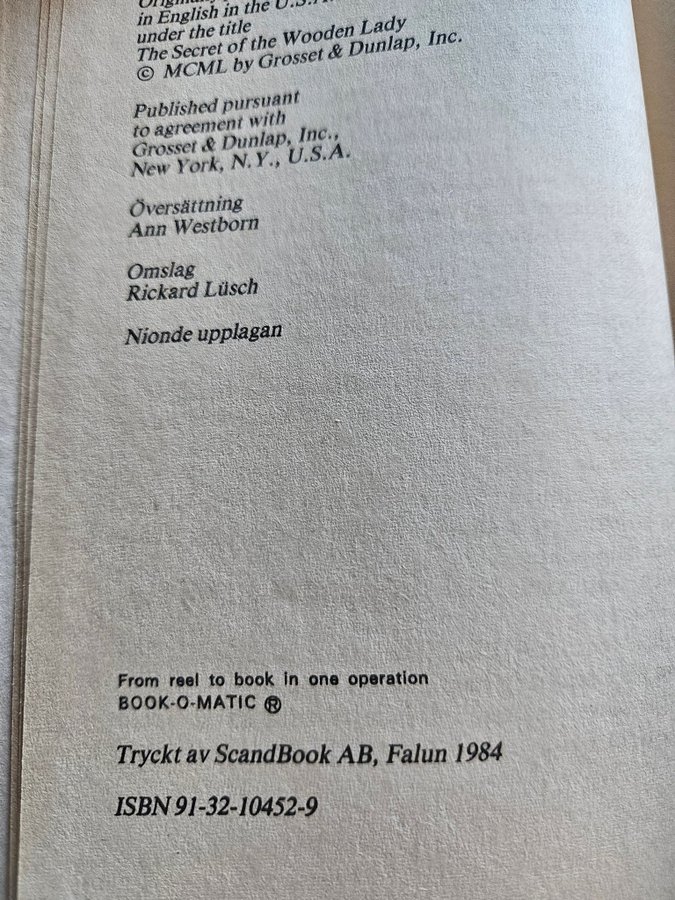 Originally
in English in the U.S.A.
under the title
The Secret of the Wooden Lady
© MCML by Grosset & Dunlap, Inc.
Published pursuant
to agreement with
Grosset & Dunlap, Inc.,
New York, N.Y., U.S.A.
Översättning
Ann Westborn
Omslag
Rickard Lüsch
Nionde upplagan
From reel to book in one operation
BOOK-O-MATIC ®
Tryckt av ScandBook AB, Falun 1984
ISBN 91-32-10452-9